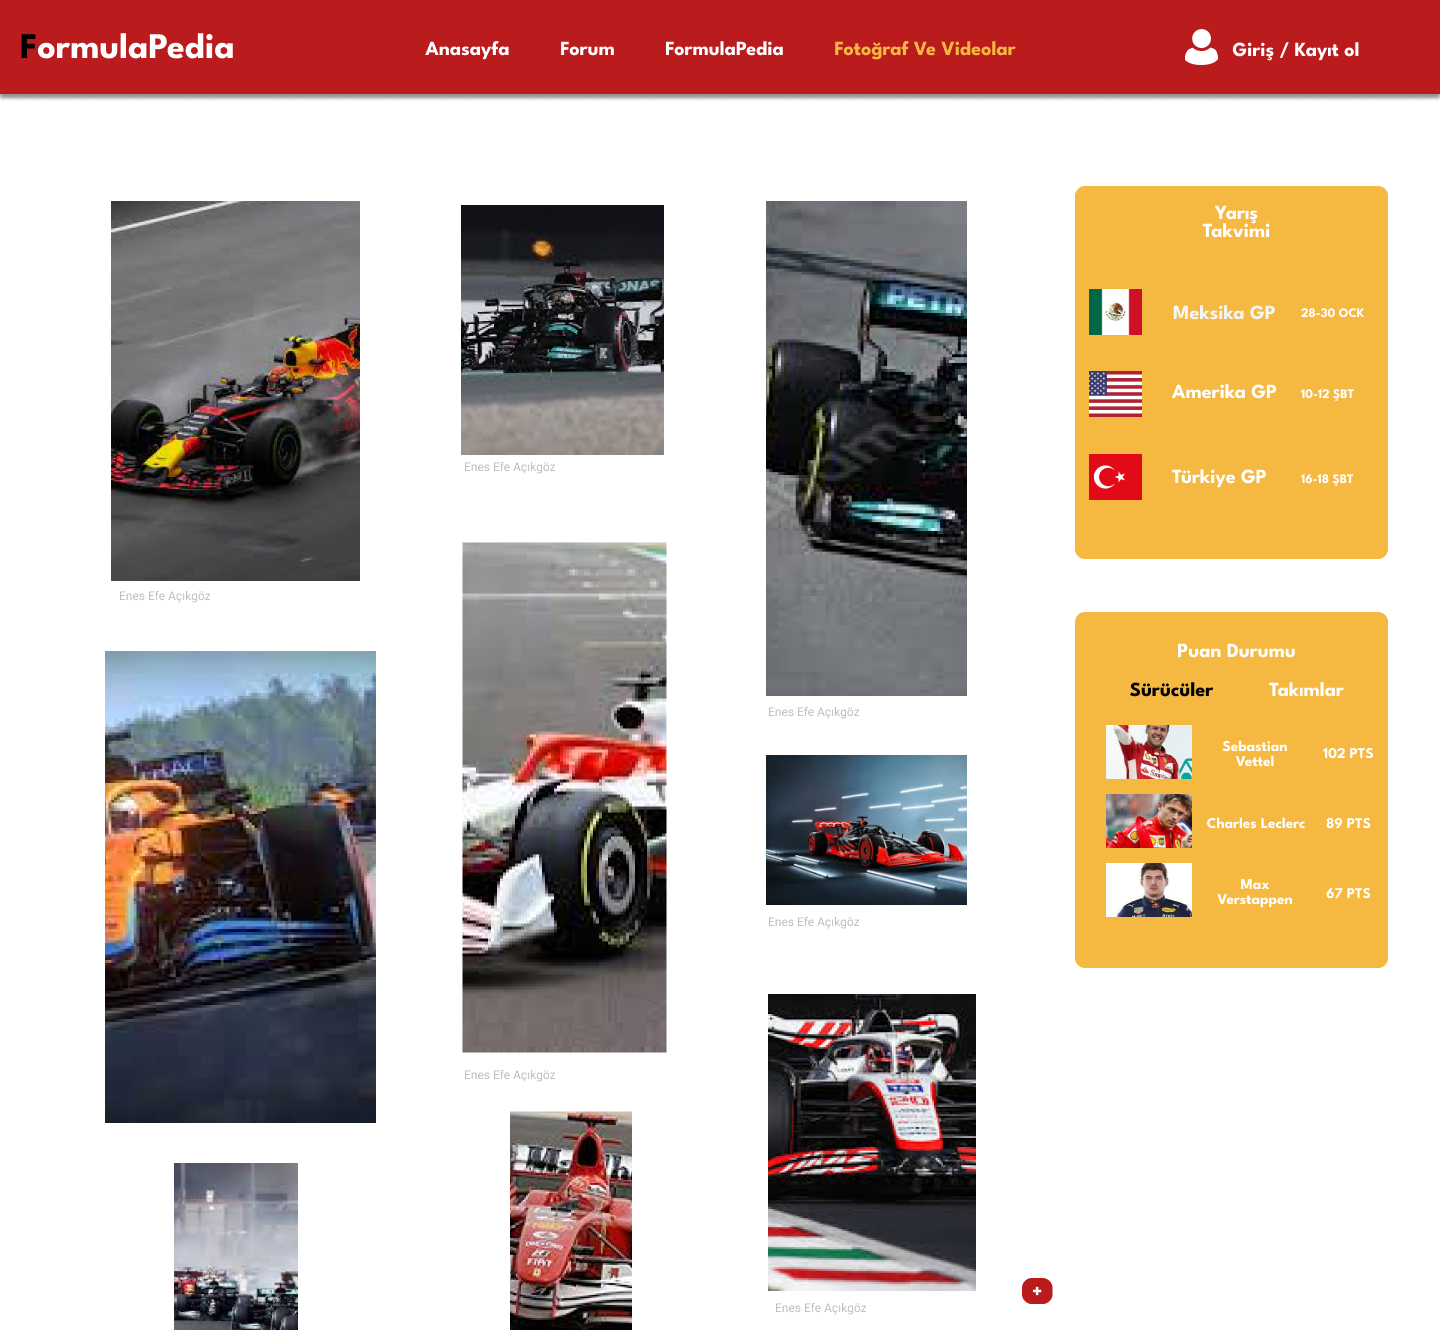 FormulaPedia
Anasayfa
Forum
FormulaPedia
Fotoğraf Ve Videolar
Giriş / Kayıt ol
Enes Efe Açıkgöz
Enes Efe Açıkgöz
Enes Efe Açıkgöz
Enes Efe Açıkgöz
Enes Efe Açıkgöz
FIAT
Enes Efe Açıkgöz
+
Yarış
Takvimi
Meksika GP
28-30 OCK
Amerika GP
10-12 ŞBT
Türkiye GP
16-18 ŞBT
Puan Durumu
Sürücüler
Takımlar
Sebastian
Vettel
102 PTS
Charles Leclerc
89 PTS
Max
Verstappen
67 PTS